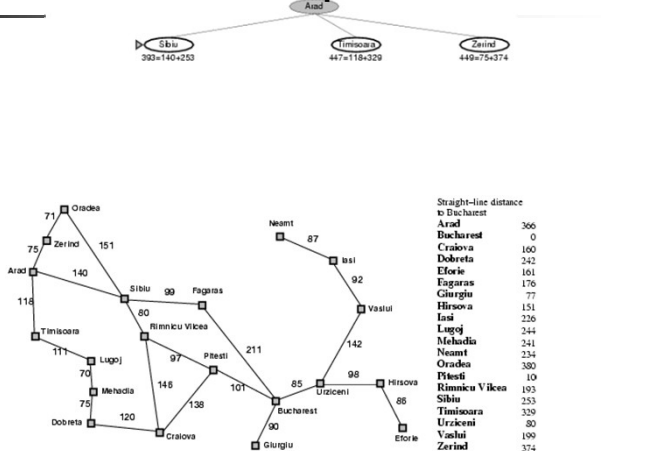 Arad
Sibiu
Timisoara
Zerind
393=140+253
447=118+329
449=75+374
Oradea
71
75
Zerind
151
Arad
140
118
Sibiu
99
Fagaras
80
Timisoara
111
Lugoj
Rimnicu Vilcea
97
Pitesti
211
70
Mehadia
146
138
101
75
Dobreta
120
Craiova
Bucharest
90
Giurgiu
85
Urziceni
98
Hirsova
86
Eforie
142
Vaslui
92
Iasi
87
Neamt
Straight–line distance
to Bucharest
Arad 366
Bucharest 0
Craiova 160
Dobreta 242
Eforie 161
Fagaras 176
Giurgiu 77
Hirsova 151
Iasi 226
Lugoj 244
Mehadia 241
Neamt 234
Oradea 380
Pitesti 10
Rimnicu Vilcea 193
Sibiu 253
Timisoara 329
Urziceni 80
Vaslui 199
Zerind 374